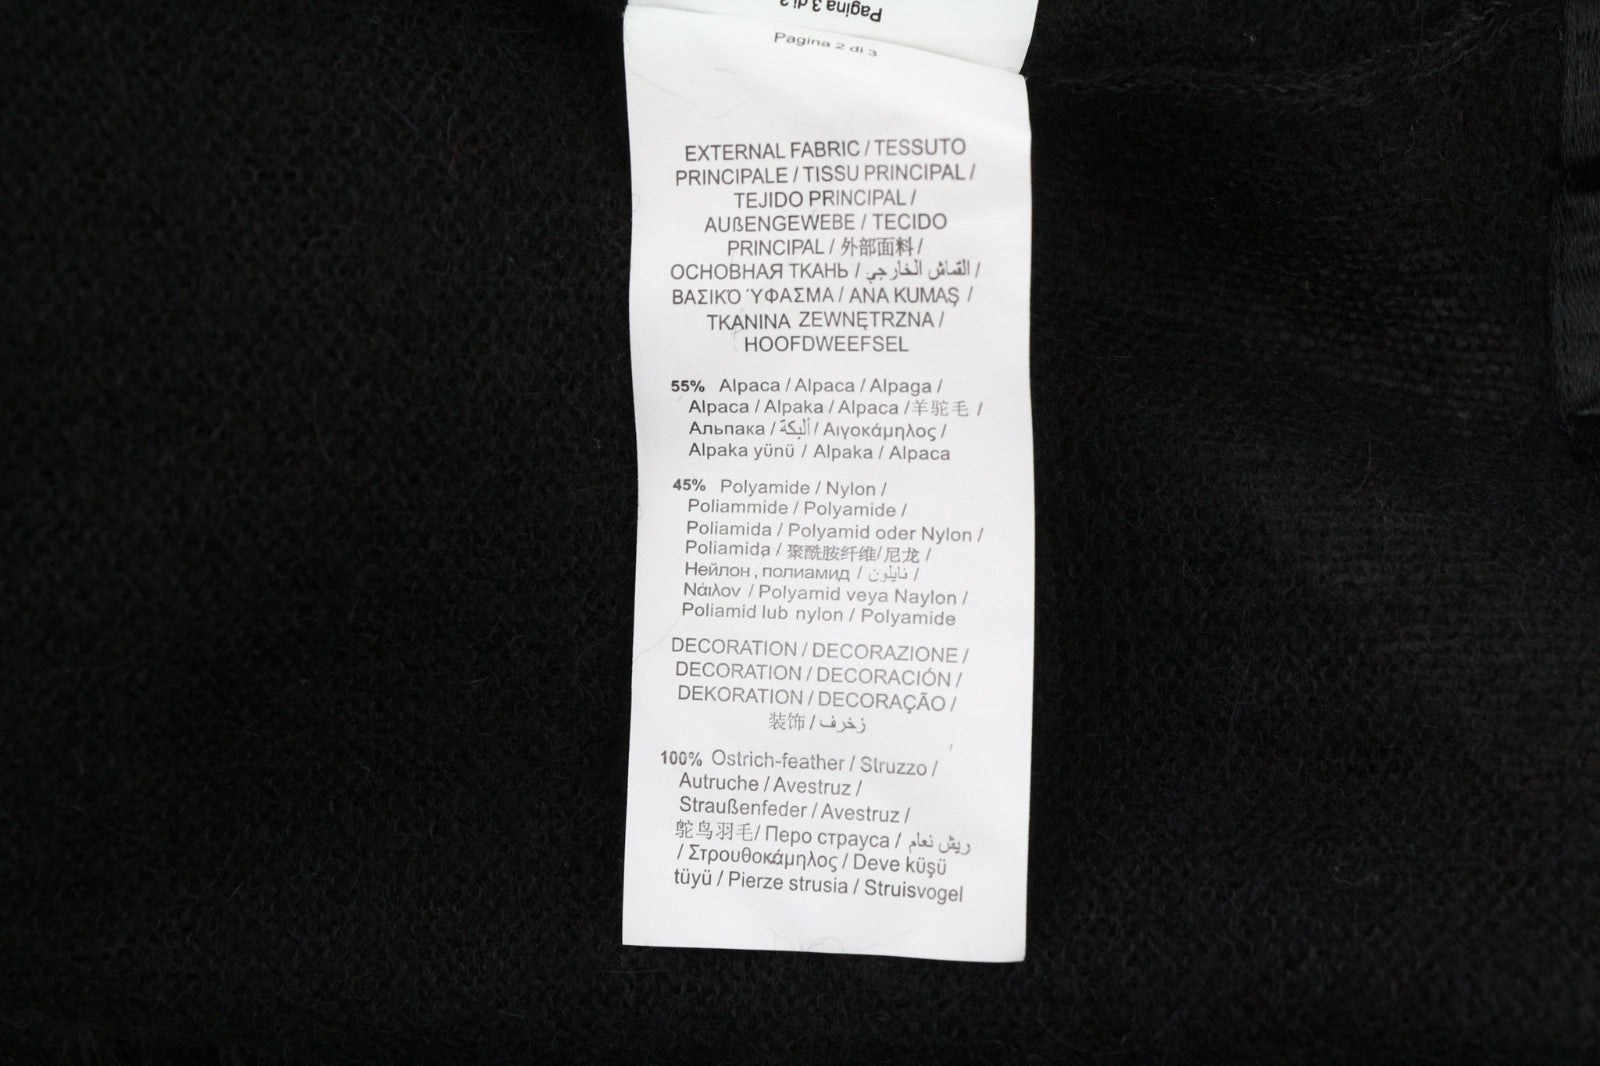 Pagina 3 di 3
Pagina 2 di 3
EXTERNAL FABRIC / TESSUTO
PRINCIPALE / TISSU PRINCIPAL /
TEJIDO PRINCIPAL /
AUßENGEWEBE / TECIDO
PRINCIPAL / 外部面料 /
ОСНОВНАЯ ТКАНЬ / القماش الخارجي /
ΒΑΣΙΚΌ ΎΦΑΣΜΑ / ANA KUMAŞ /
TKANINA ZEWNĘTRZNA /
HOOFDWEEFSEL
55% Alpaca / Alpaca / Alpaga /
Alpaca / Alpaka / Alpaca /羊驼毛 /
Альпака / ألبكة / Αιγοκάμηλος /
Alpaka yünü / Alpaka / Alpaca
45% Polyamide / Nylon /
Poliammide / Polyamide /
Poliamida / Polyamid oder Nylon /
Poliamida / 聚酰胺纤维/尼龙 /
Нейлон , полиамид / نايلون /
Νάιλον / Polyamid veya Naylon /
Poliamid lub nylon / Polyamide
DECORATION / DECORAZIONE /
DECORATION / DECORACIÓN /
DEKORATION / DECORAÇÃO /
装饰 / زخرف
100% Ostrich-feather / Struzzo /
Autruche / Avestruz /
Straußenfeder / Avestruz /
鸵鸟羽毛/ Перо страуса / ريش نعام
/ Στρουθοκάμηλος / Deve küşü
tüyü / Pierze strusia / Struisvogel